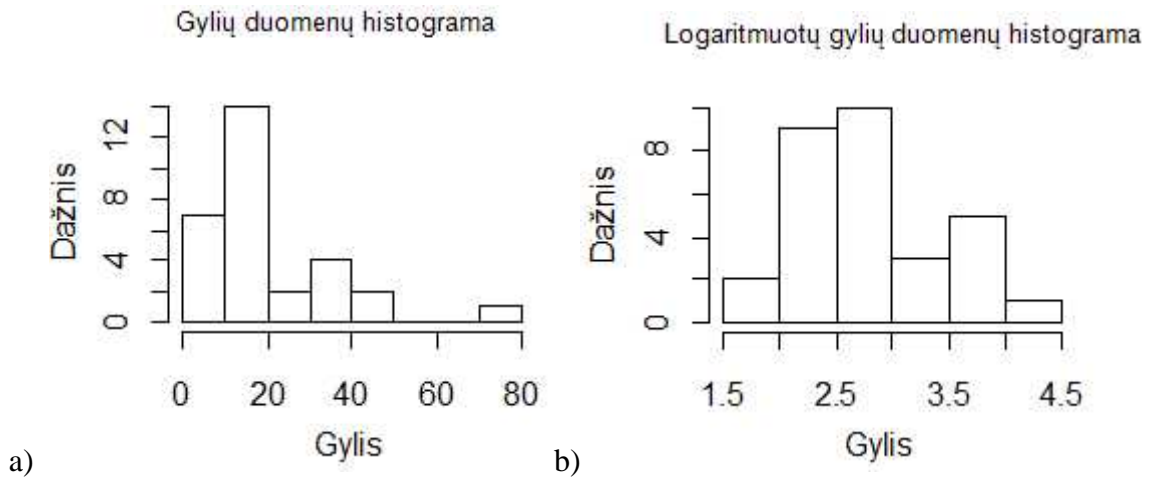 Gylių duomenų histograma
Dažnis
0 4 8 12
0 20 40 60 80
Gylis
a)
Logaritmuotų gylių duomenų histograma
Dažnis
0 4 8
1.5 2.5 3.5 4.5
Gylis
b)